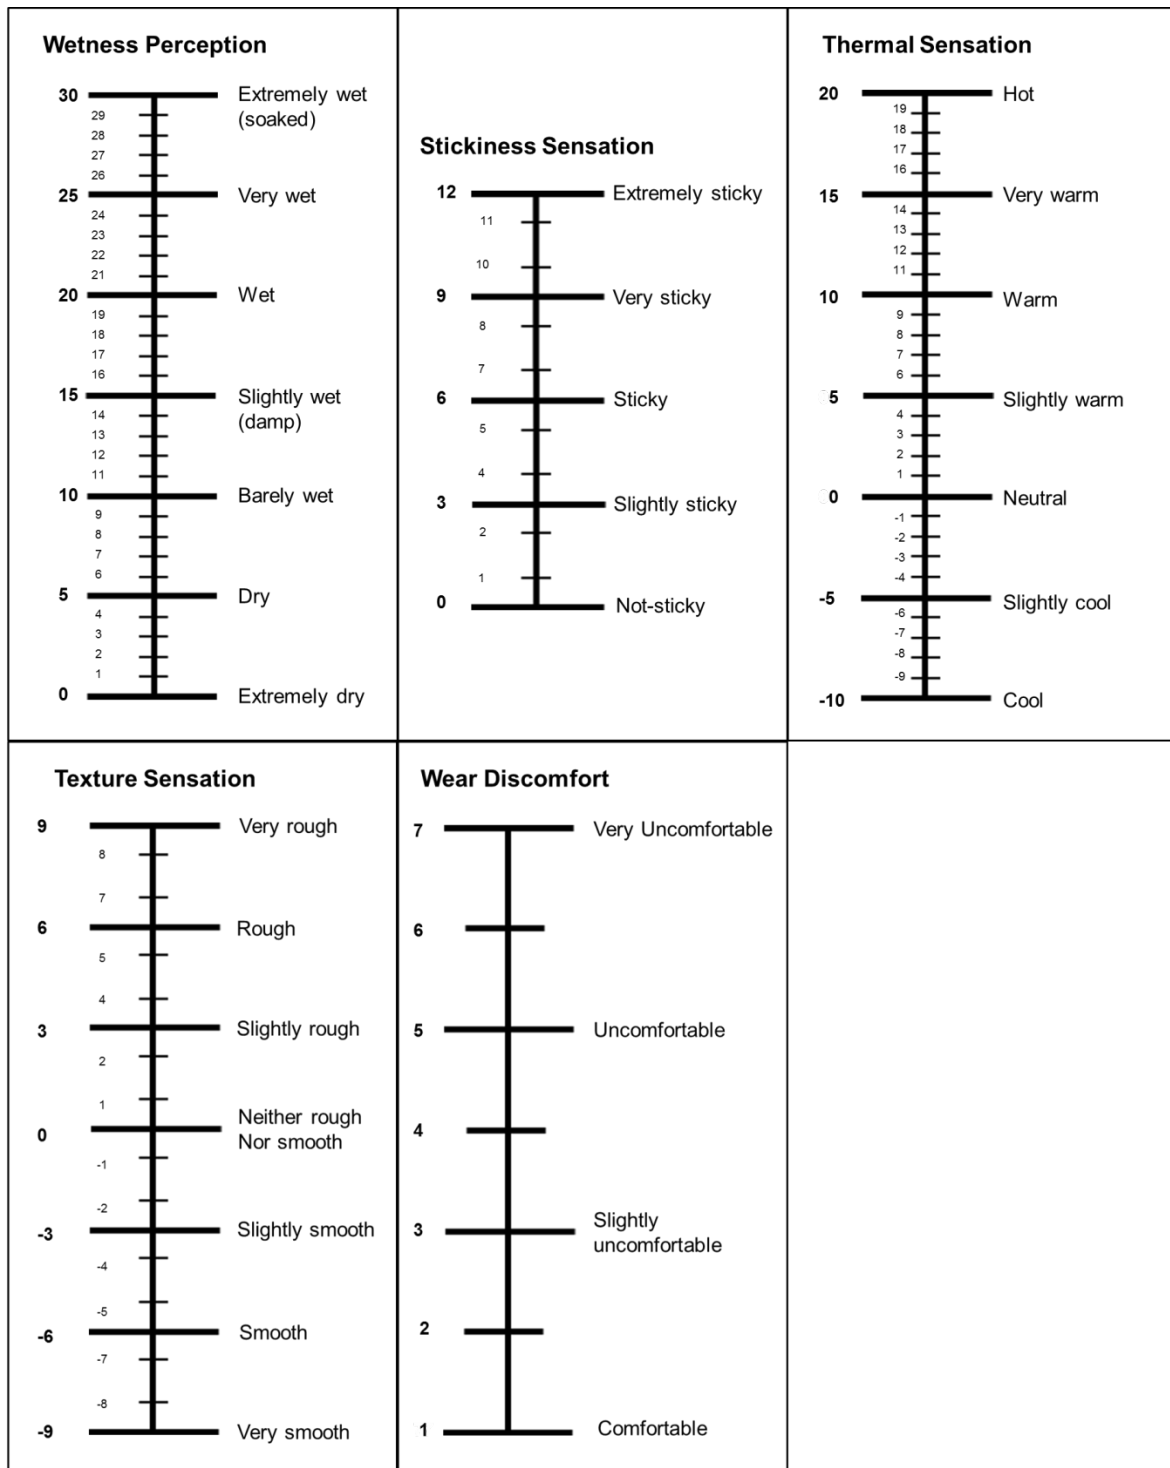 Wetness Perception
30 Extremely wet
(soaked)
29
28
27
26
25 Very wet
24
23
22
21
20 Wet
19
18
17
16
15 Slightly wet
(damp)
14
13
12
11
10 Barely wet
9
8
7
6
5 Dry
4
3
2
1
0 Extremely dry
Stickiness Sensation
12 Extremely sticky
11
10
9 Very sticky
8
7
6 Sticky
5
4
3 Slightly sticky
2
1
0 Not-sticky
Thermal Sensation
20 Hot
19
18
17
16
15 Very warm
14
13
12
11
10 Warm
9
8
7
6
5 Slightly warm
4
3
2
1
0 Neutral
-1
-2
-3
-4
-5 Slightly cool
-6
-7
-8
-9
-10 Cool
Texture Sensation
9 Very rough
8
7
6 Rough
5
4
3 Slightly rough
2
1
0 Neither rough
Nor smooth
-1
-2
-3 Slightly smooth
-4
-5
-6 Smooth
-7
-8
-9 Very smooth
Wear Discomfort
7 Very Uncomfortable
6
5 Uncomfortable
4
3 Slightly
uncomfortable
2
1 Comfortable